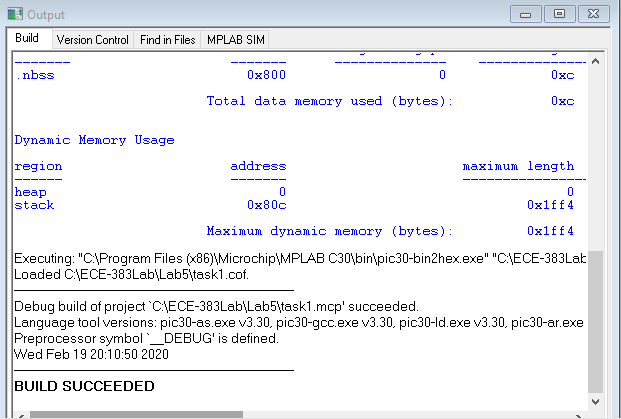 Output
Build Version Control Find in Files MPLAB SIM
.nbss 0x800 0 0xc
Total data memory used (bytes): 0xc
Dynamic Memory Usage
region address maximum length
heap 0 0
stack 0x80c 0x1ff4
Maximum dynamic memory (bytes): 0x1ff4
Executing: "C:\Program Files (x86)\Microchip\MPLAB C30\bin\pic30-bin2hex.exe" "C:\ECE-383Lab
Loaded C:\ECE-383Lab\Lab5\task1.cof.
Debug build of project `C:\ECE-383Lab\Lab5\task1.mcp' succeeded.
Language tool versions: pic30-as.exe v3.30, pic30-gcc.exe v3.30, pic30-ld.exe v3.30, pic30-ar.exe
Preprocessor symbol `__DEBUG' is defined.
Wed Feb 19 20:10:50 2020
BUILD SUCCEEDED